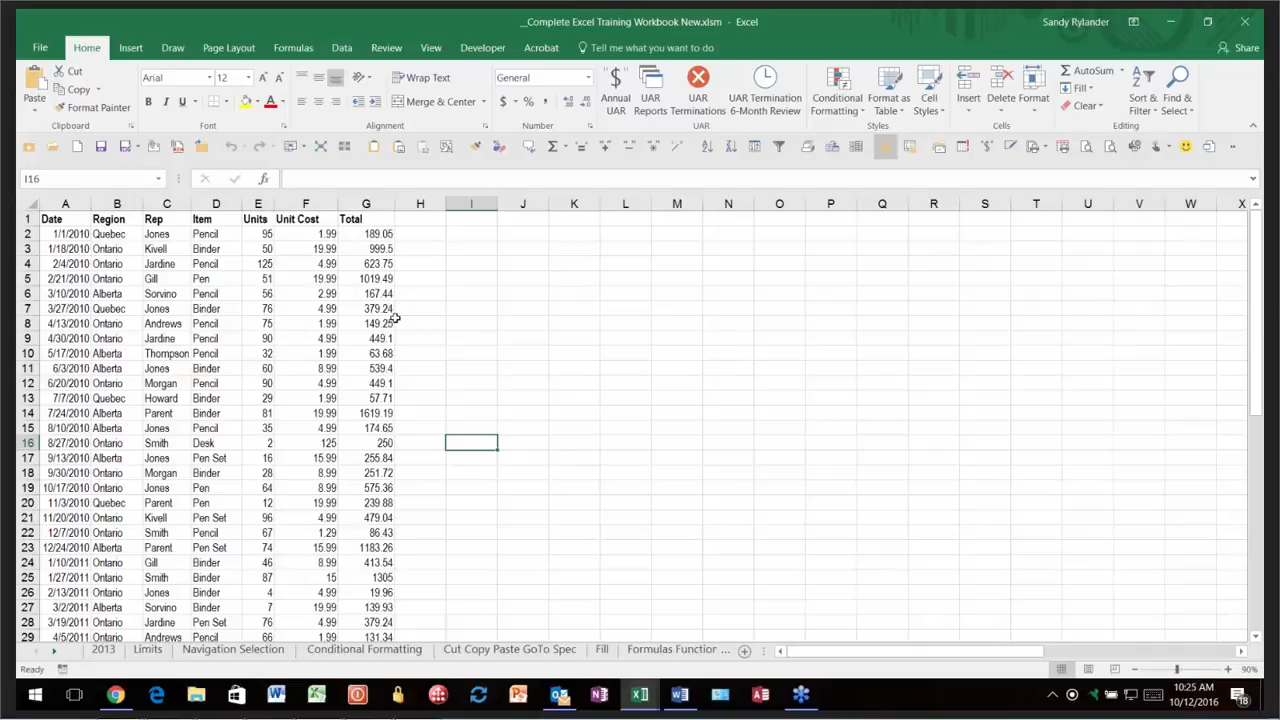 __Complete Excel Training Workbook New.xlsm - Excel
Sandy Rylander
File Home Insert Draw Page Layout Formulas Data Review View Developer Acrobat Tell me what you want to do Share
Paste
Cut
Copy
Format Painter
Clipboard
Arial 12
B I U
Font
Wrap Text
Merge & Center
Alignment
General
$ % ,
Number
Annual UAR
UAR Reports
UAR Terminations
UAR Termination 6-Month Review
UAR
Conditional Formatting
Format as Table
Cell Styles
Styles
Insert Delete Format
Cells
AutoSum
Fill
Clear
Sort & Filter
Find & Select
Editing
I16
fx
A B C D E F G H I J K L M N O P Q R S T U V W X
1 Date Region Rep Item Units Unit Cost Total
2 1/1/2010 Quebec Jones Pencil 95 1.99 189.05
3 1/18/2010 Ontario Kivell Binder 50 19.99 999.5
4 2/4/2010 Ontario Jardine Pencil 125 4.99 623.75
5 2/21/2010 Ontario Gill Pen 51 19.99 1019.49
6 3/10/2010 Alberta Sorvino Pencil 56 2.99 167.44
7 3/27/2010 Quebec Jones Binder 76 4.99 379.24
8 4/13/2010 Ontario Andrews Pencil 75 1.99 149.25
9 4/30/2010 Ontario Jardine Pencil 90 4.99 449.1
10 5/17/2010 Alberta Thompson Pencil 32 1.99 63.68
11 6/3/2010 Alberta Jones Binder 60 8.99 539.4
12 6/20/2010 Ontario Morgan Pencil 90 4.99 449.1
13 7/7/2010 Quebec Howard Binder 29 1.99 57.71
14 7/24/2010 Alberta Parent Binder 81 19.99 1619.19
15 8/10/2010 Alberta Jones Pencil 35 4.99 174.65
16 8/27/2010 Ontario Smith Desk 2 125 250
17 9/13/2010 Alberta Jones Pen Set 16 15.99 255.84
18 9/30/2010 Ontario Morgan Binder 28 8.99 251.72
19 10/17/2010 Ontario Jones Pen 64 8.99 575.36
20 11/3/2010 Quebec Parent Pen 12 19.99 239.88
21 11/20/2010 Ontario Kivell Pen Set 96 4.99 479.04
22 12/7/2010 Ontario Smith Pencil 67 1.29 86.43
23 12/24/2010 Alberta Parent Pen Set 74 15.99 1183.26
24 1/10/2011 Ontario Gill Binder 46 8.99 413.54
25 1/27/2011 Ontario Smith Binder 87 15 1305
26 2/13/2011 Ontario Jones Binder 4 4.99 19.96
27 3/2/2011 Alberta Sorvino Binder 7 19.99 139.93
28 3/19/2011 Ontario Jardine Pen Set 76 4.99 379.24
29 4/5/2011 Ontario Andrews Pencil 66 1.99 131.34
2013 Limits Navigation Selection Conditional Formatting Cut Copy Paste GoTo Spec Fill Formulas Functior ...
Ready
90%
10:25 AM
10/12/2016
18